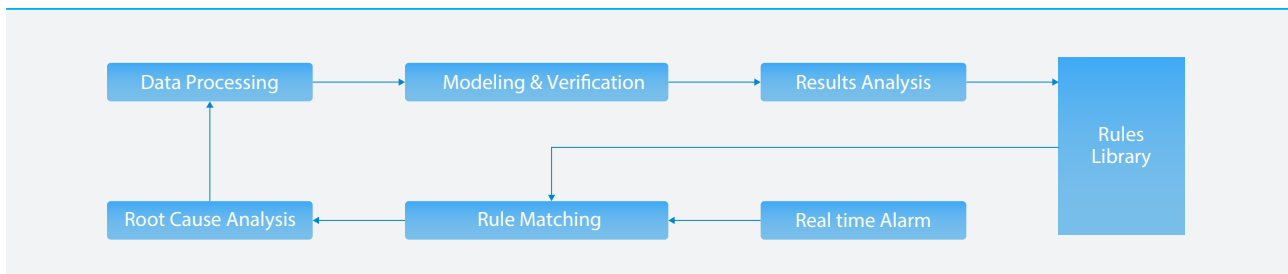 Data Processing
Modeling & Verification
Results Analysis
Rules
Library
Root Cause Analysis
Rule Matching
Real time Alarm